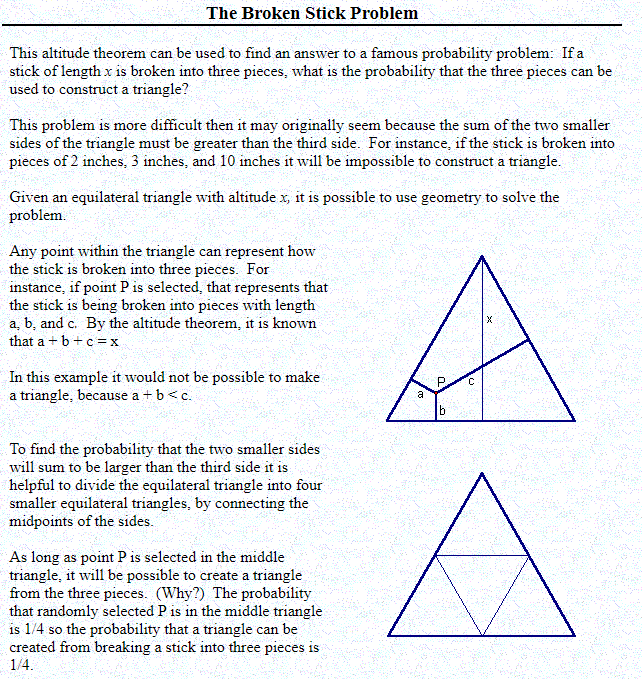 The Broken Stick Problem
This altitude theorem can be used to find an answer to a famous probability problem:  If a
stick of length x is broken into three pieces, what is the probability that the three pieces can be
used to construct a triangle?
This problem is more difficult then it may originally seem because the sum of the two smaller
sides of the triangle must be greater than the third side.  For instance, if the stick is broken into
pieces of 2 inches, 3 inches, and 10 inches it will be impossible to construct a triangle.
Given an equilateral triangle with altitude x, it is possible to use geometry to solve the
problem.
Any point within the triangle can represent how
the stick is broken into three pieces.  For
instance, if point P is selected, that represents that
the stick is being broken into pieces with length
a, b, and c.  By the altitude theorem, it is known
that a + b + c = x
In this example it would not be possible to make
a triangle, because a + b < c.
x
P
c
a
b
To find the probability that the two smaller sides
will sum to be larger than the third side it is
helpful to divide the equilateral triangle into four
smaller equilateral triangles, by connecting the
midpoints of the sides.
As long as point P is selected in the middle
triangle, it will be possible to create a triangle
from the three pieces.  (Why?)  The probability
that randomly selected P is in the middle triangle
is 1/4 so the probability that a triangle can be
created from breaking a stick into three pieces is
1/4.